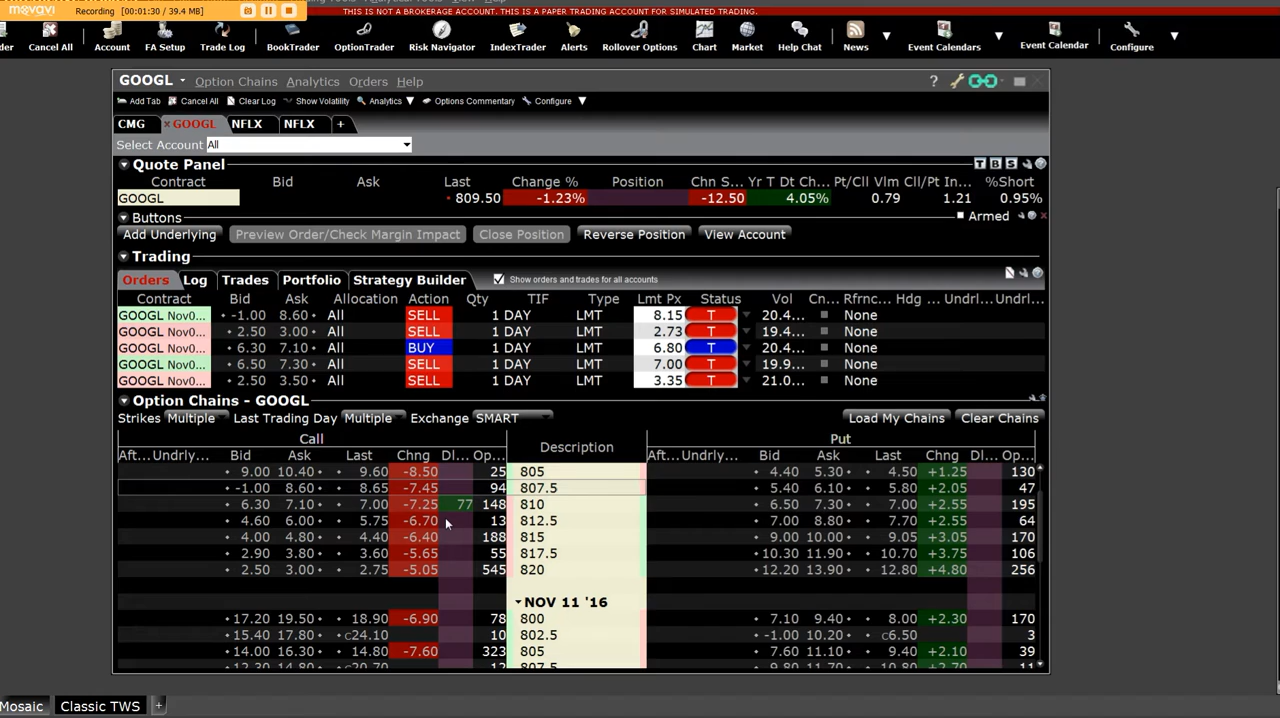 movavi Recording [00:01:30 / 39.4 MB]
THIS IS NOT A BROKERAGE ACCOUNT. THIS IS A PAPER TRADING ACCOUNT FOR SIMULATED TRADING.
der Cancel All Account FA Setup Trade Log BookTrader OptionTrader Risk Navigator IndexTrader Alerts Rollover Options Chart Market Help Chat News Event Calendars Event Calendar Configure
GOOGL Option Chains Analytics Orders Help ?
Add Tab Cancel All Clear Log Show Volatility Analytics Options Commentary Configure
CMG × GOOGL NFLX NFLX +
Select Account All
Quote Panel T B S
Contract Bid Ask Last Change % Position Chn S... Yr T Dt Ch... Pt/Cll Vlm Cll/Pt In... %Short
GOOGL 809.50 -1.23% -12.50 4.05% 0.79 1.21 0.95%
Buttons Armed
Add Underlying Preview Order/Check Margin Impact Close Position Reverse Position View Account
Trading
Orders Log Trades Portfolio Strategy Builder Show orders and trades for all accounts
Contract Bid Ask Allocation Action Qty TIF Type Lmt Px Status Vol Cn... Rfrnc... Hdg ... Undrl... Undrl...
GOOGL Nov0... -1.00 8.60 All SELL 1 DAY LMT 8.15 T 20.4... None
GOOGL Nov0... 2.50 3.00 All SELL 1 DAY LMT 2.73 T 19.4... None
GOOGL Nov0... 6.30 7.10 All BUY 1 DAY LMT 6.80 T 20.4... None
GOOGL Nov0... 6.50 7.30 All SELL 1 DAY LMT 7.00 T 19.9... None
GOOGL Nov0... 2.50 3.50 All SELL 1 DAY LMT 3.35 T 21.0... None
Option Chains - GOOGL
Strikes Multiple Last Trading Day Multiple Exchange SMART Load My Chains Clear Chains
Call Description Put
Aft... Undrly... Bid Ask Last Chng Dl... Op... Aft... Undrly... Bid Ask Last Chng Dl... Op...
9.00 10.40 9.60 -8.50 25 805 4.40 5.30 4.50 +1.25 130
-1.00 8.60 8.65 -7.45 94 807.5 5.40 6.10 5.80 +2.05 47
6.30 7.10 7.00 -7.25 77 148 810 6.50 7.30 7.00 +2.55 195
4.60 6.00 5.75 -6.70 13 812.5 7.00 8.80 7.70 +2.55 64
4.00 4.80 4.40 -6.40 188 815 9.00 10.00 9.05 +3.05 170
2.90 3.80 3.60 -5.65 55 817.5 10.30 11.90 10.70 +3.75 106
2.50 3.00 2.75 -5.05 545 820 12.20 13.90 12.80 +4.80 256
NOV 11 '16
17.20 19.50 18.90 -6.90 78 800 7.10 9.40 8.00 +2.30 170
15.40 17.80 c24.10 10 802.5 -1.00 10.20 c6.50 3
14.00 16.30 14.80 -7.60 323 805 7.60 11.10 9.40 +2.10 39
12.30 14.80 c20.70 12 807.5 9.80 11.70 10.80 +2.70 11
Mosaic Classic TWS +